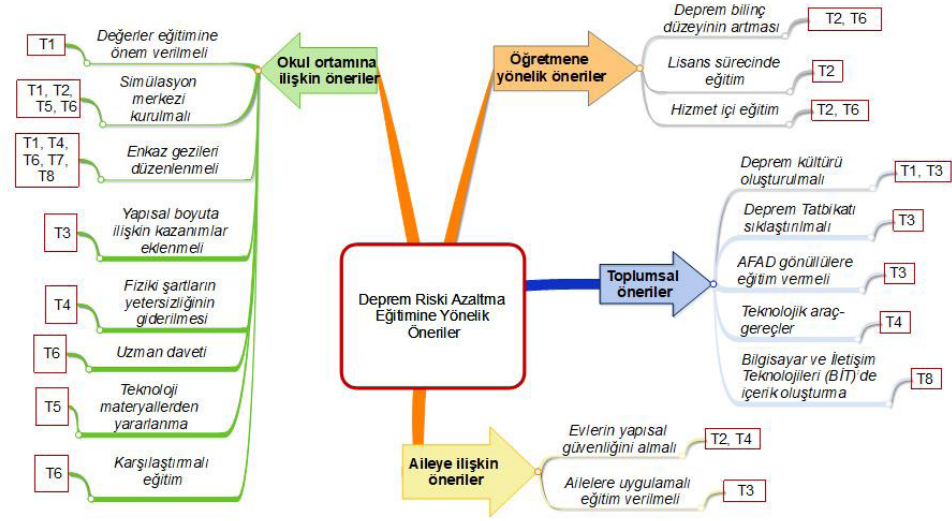 Deprem Riski Azaltma
Eğitimine Yönelik
Öneriler
Okul ortamına
ilişkin öneriler
Değerler eğitimine
önem verilmeli
T1
Simülasyon
merkezi
kurulmalı
T1, T2,
T5, T6
Enkaz gezileri
düzenlenmeli
T1, T4,
T6, T7,
T8
Yapısal boyuta
ilişkin kazanımlar
eklenmeli
T3
Fiziki şartların
yetersizliğinin
giderilmesi
T4
Uzman daveti
T6
Teknoloji
materyallerden
yararlanma
T5
Karşılaştırmalı
eğitim
T6
Öğretmene
yönelik öneriler
Deprem bilinç
düzeyinin artması
T2, T6
Lisans sürecinde
eğitim
T2
Hizmet içi eğitim
T2, T6
Toplumsal
öneriler
Deprem kültürü
oluşturulmalı
T1, T3
Deprem Tatbikatı
sıklaştırılmalı
T3
AFAD gönüllülere
eğitim vermeli
T3
Teknolojik araç-
gereçler
T4
Bilgisayar ve İletişim
Teknolojileri (BİT)'de
içerik oluşturma
T8
Aileye ilişkin
öneriler
Evlerin yapısal
güvenliğini almalı
T2, T4
Ailelere uygulamalı
eğitim verilmeli
T3